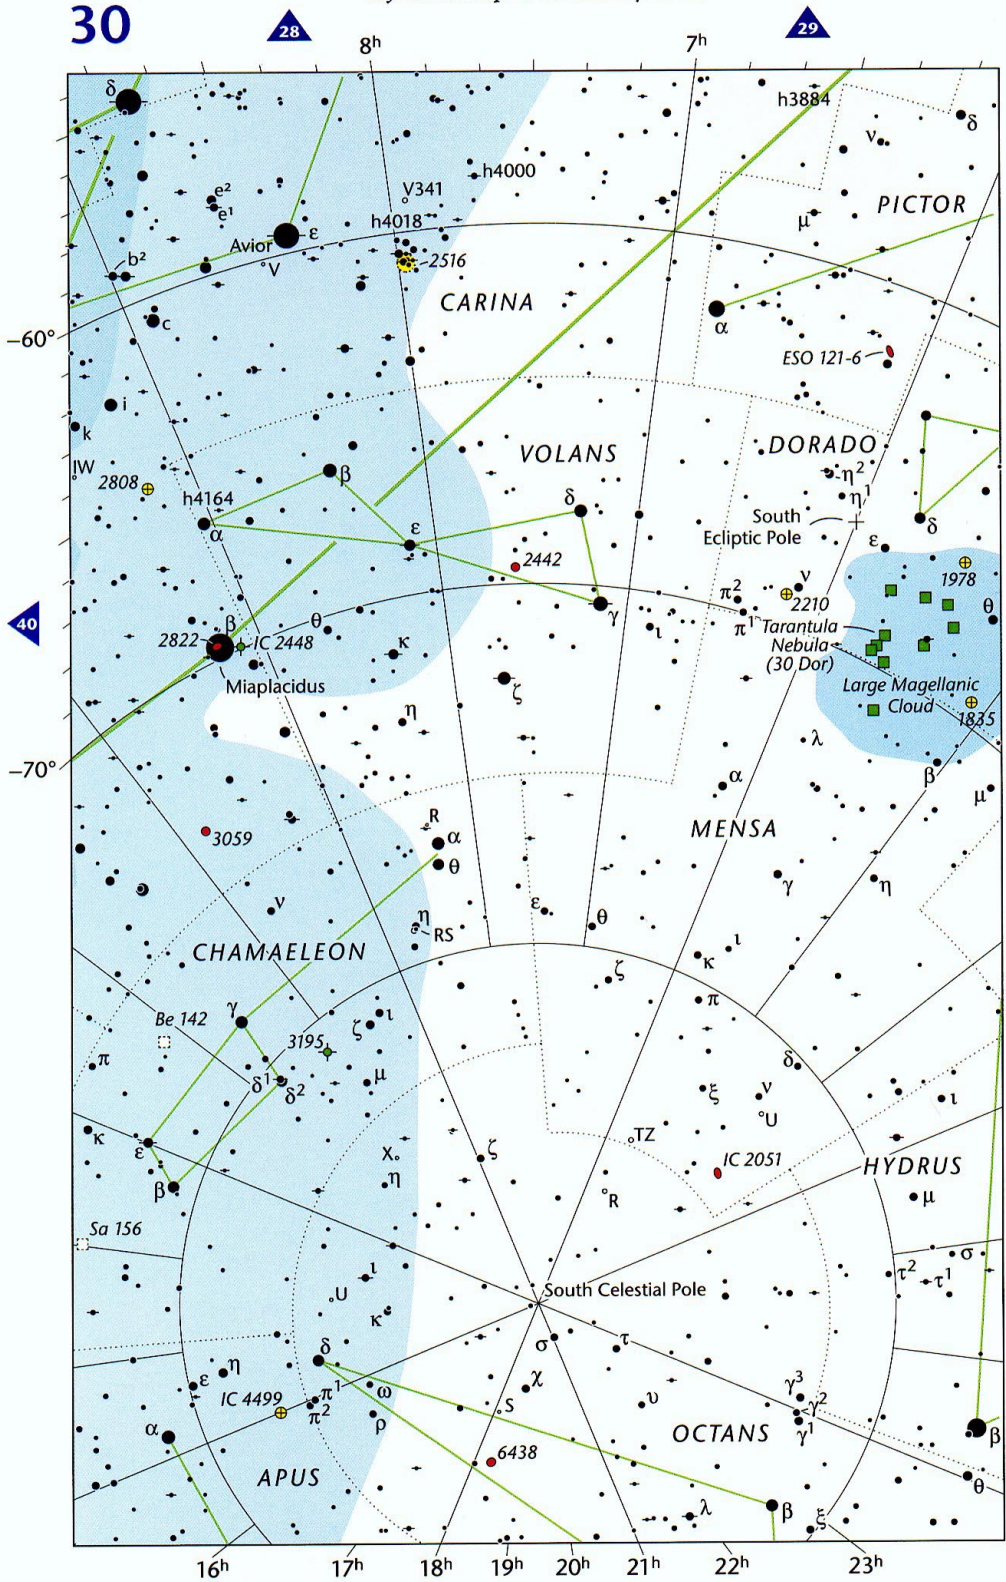 30
28
29
8h
7h
δ
h3884
ν
δ
e²
e¹
V341
h4000
h4018
PICTOR
μ
Avior
ε
V
b²
2516
CARINA
c
α
–60°
ESO 121-6
i
k
IW
2808
VOLANS
DORADO
η²
η¹
β
h4164
α
δ
South
Ecliptic Pole
δ
ε
ε
2442
1978
ν
2210
π²
π¹
γ
ι
θ
40
β
θ
2822
IC 2448
κ
Tarantula
Nebula
(30 Dor)
Miaplacidus
ζ
Large Magellanic
Cloud
1835
η
λ
–70°
α
β
μ
R
α
θ
MENSA
3059
ν
γ
η
η
RS
ε
θ
CHAMAELEON
ι
κ
ζ
π
γ
Be 142
3195
ζ
ι
δ
π
δ¹
δ²
μ
ξ
ν
U
ι
κ
ε
TZ
X
ζ
IC 2051
HYDRUS
β
η
R
μ
Sa 156
σ
ι
τ²
τ¹
U
South Celestial Pole
κ
σ
τ
δ
η
ε
π¹
π²
ω
χ
γ³
γ²
γ¹
IC 4499
ρ
s
υ
α
OCTANS
β
6438
APUS
θ
λ
β
ξ
16h
17h
18h
19h
20h
21h
22h
23h